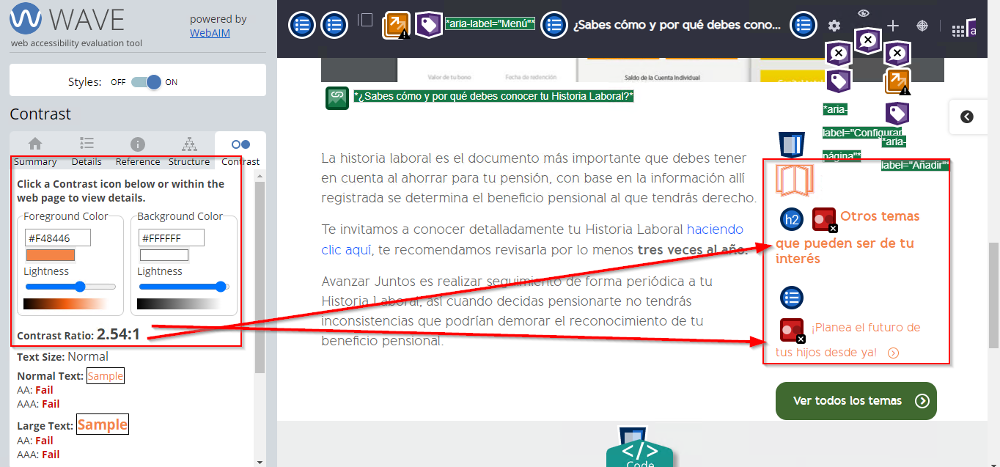 WAVE
web accessibility evaluation tool
powered by
WebAIM
Styles: OFF ON
Contrast
Summary Details Reference Structure Contrast
Click a Contrast icon below or within the
web page to view details.
Foreground Color
#F48446
Lightness
Background Color
#FFFFFF
Lightness
Contrast Ratio: 2.54:1
Text Size: Normal
Normal Text: Sample
AA: Fail
AAA: Fail
Large Text: Sample
AA: Fail
AAA: Fail
*aria-label="Menú"*
¿Sabes cómo y por qué debes cono...
a
Valor de tu bono
Fecha de redención
Saldo de la Cuenta Individual
*¿Sabes cómo y por qué debes conocer tu Historia Laboral?*
*aria-
label="Configurar
página"*
*aria-
label="Añadir"*
La historia laboral es el documento más importante que debes tener
en cuenta al ahorrar para tu pensión, con base en la información allí
registrada se determina el beneficio pensional al que tendrás derecho.
Te invitamos a conocer detalladamente tu Historia Laboral haciendo
clic aquí, te recomendamos revisarla por lo menos tres veces al año.
Avanzar Juntos es realizar seguimiento de forma periódica a tu
Historia Laboral, así cuando decidas pensionarte no tendrás
inconsistencias que podrían demorar el reconocimiento de tu
beneficio pensional.
h2
Otros temas
que pueden ser de tu
interés
¡Planea el futuro de
tus hijos desde ya!
Ver todos los temas
</>
Code